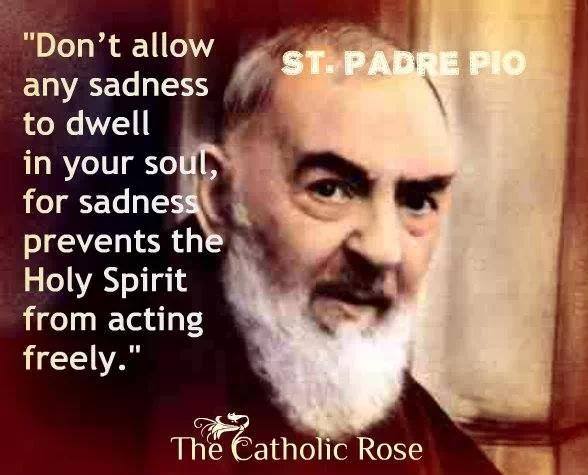 "Don't allow
any sadness
to dwell
in your soul,
for sadness
prevents the
Holy Spirit
from acting
freely."
ST. PADRE PIO
The Catholic Rose